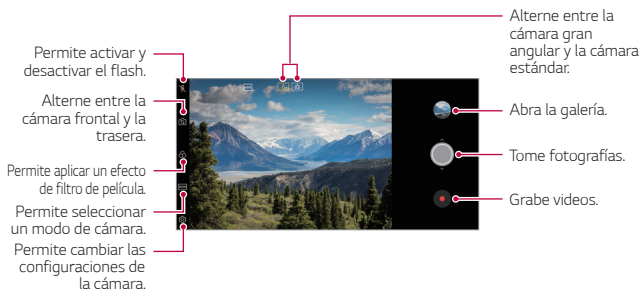 Alterne entre la
cámara gran
angular y la cámara
estándar.
Permite activar y
desactivar el flash.
Alterne entre la
cámara frontal y la
trasera.
Permite aplicar un efecto
de filtro de película.
Permite seleccionar
un modo de cámara.
Permite cambiar las
configuraciones de
la cámara.
Abra la galería.
Tome fotografías.
Grabe videos.